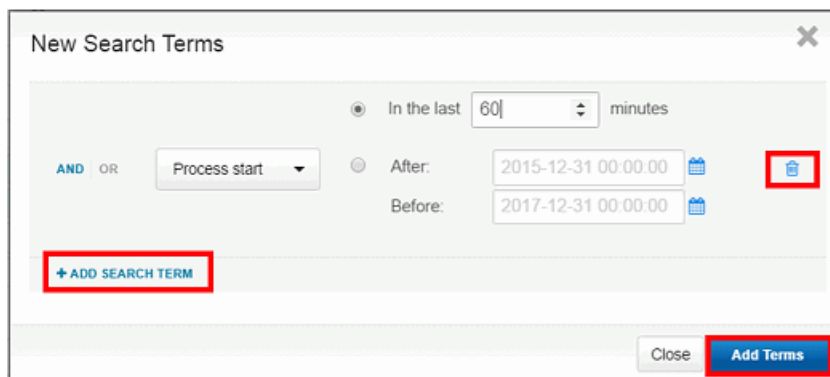 New Search Terms
In the last 60 minutes
AND OR Process start After: 2015-12-31 00:00:00
Before: 2017-12-31 00:00:00
+ ADD SEARCH TERM
Close Add Terms